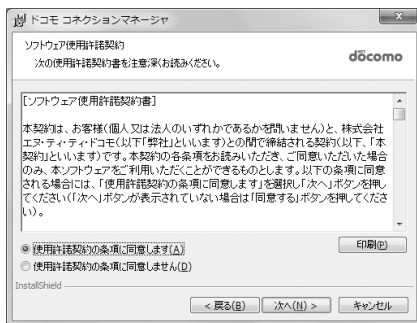 ドコモ コネクションマネージャ
ソフトウェア使用許諾契約
次の使用許諾契約書を注意深くお読みください。
döcomo
[ソフトウェア使用許諾契約書]
本契約は、お客様(個人又は法人のいずれかであるかを問いません)と、株式会社
エヌ・ティ・ティ・ドコモ(以下「弊社」といいます)との間で締結される契約(以下、「本
契約」といいます)です。本契約の各条項をお読みいただき、ご同意いただいた場合
のみ、本ソフトウェアをご利用いただくことができるものとします。以下の条項に同意
される場合には、「使用許諾契約の条項に同意します」を選択し「次へ」ボタンを押し
てください(「次へ」ボタンが表示されていない場合は「同意する」ボタンを押してくださ
い)。
使用許諾契約の条項に同意します(A)
印刷(P)
使用許諾契約の条項に同意しません(D)
InstallShield
< 戻る(B)
次へ(N) >
キャンセル